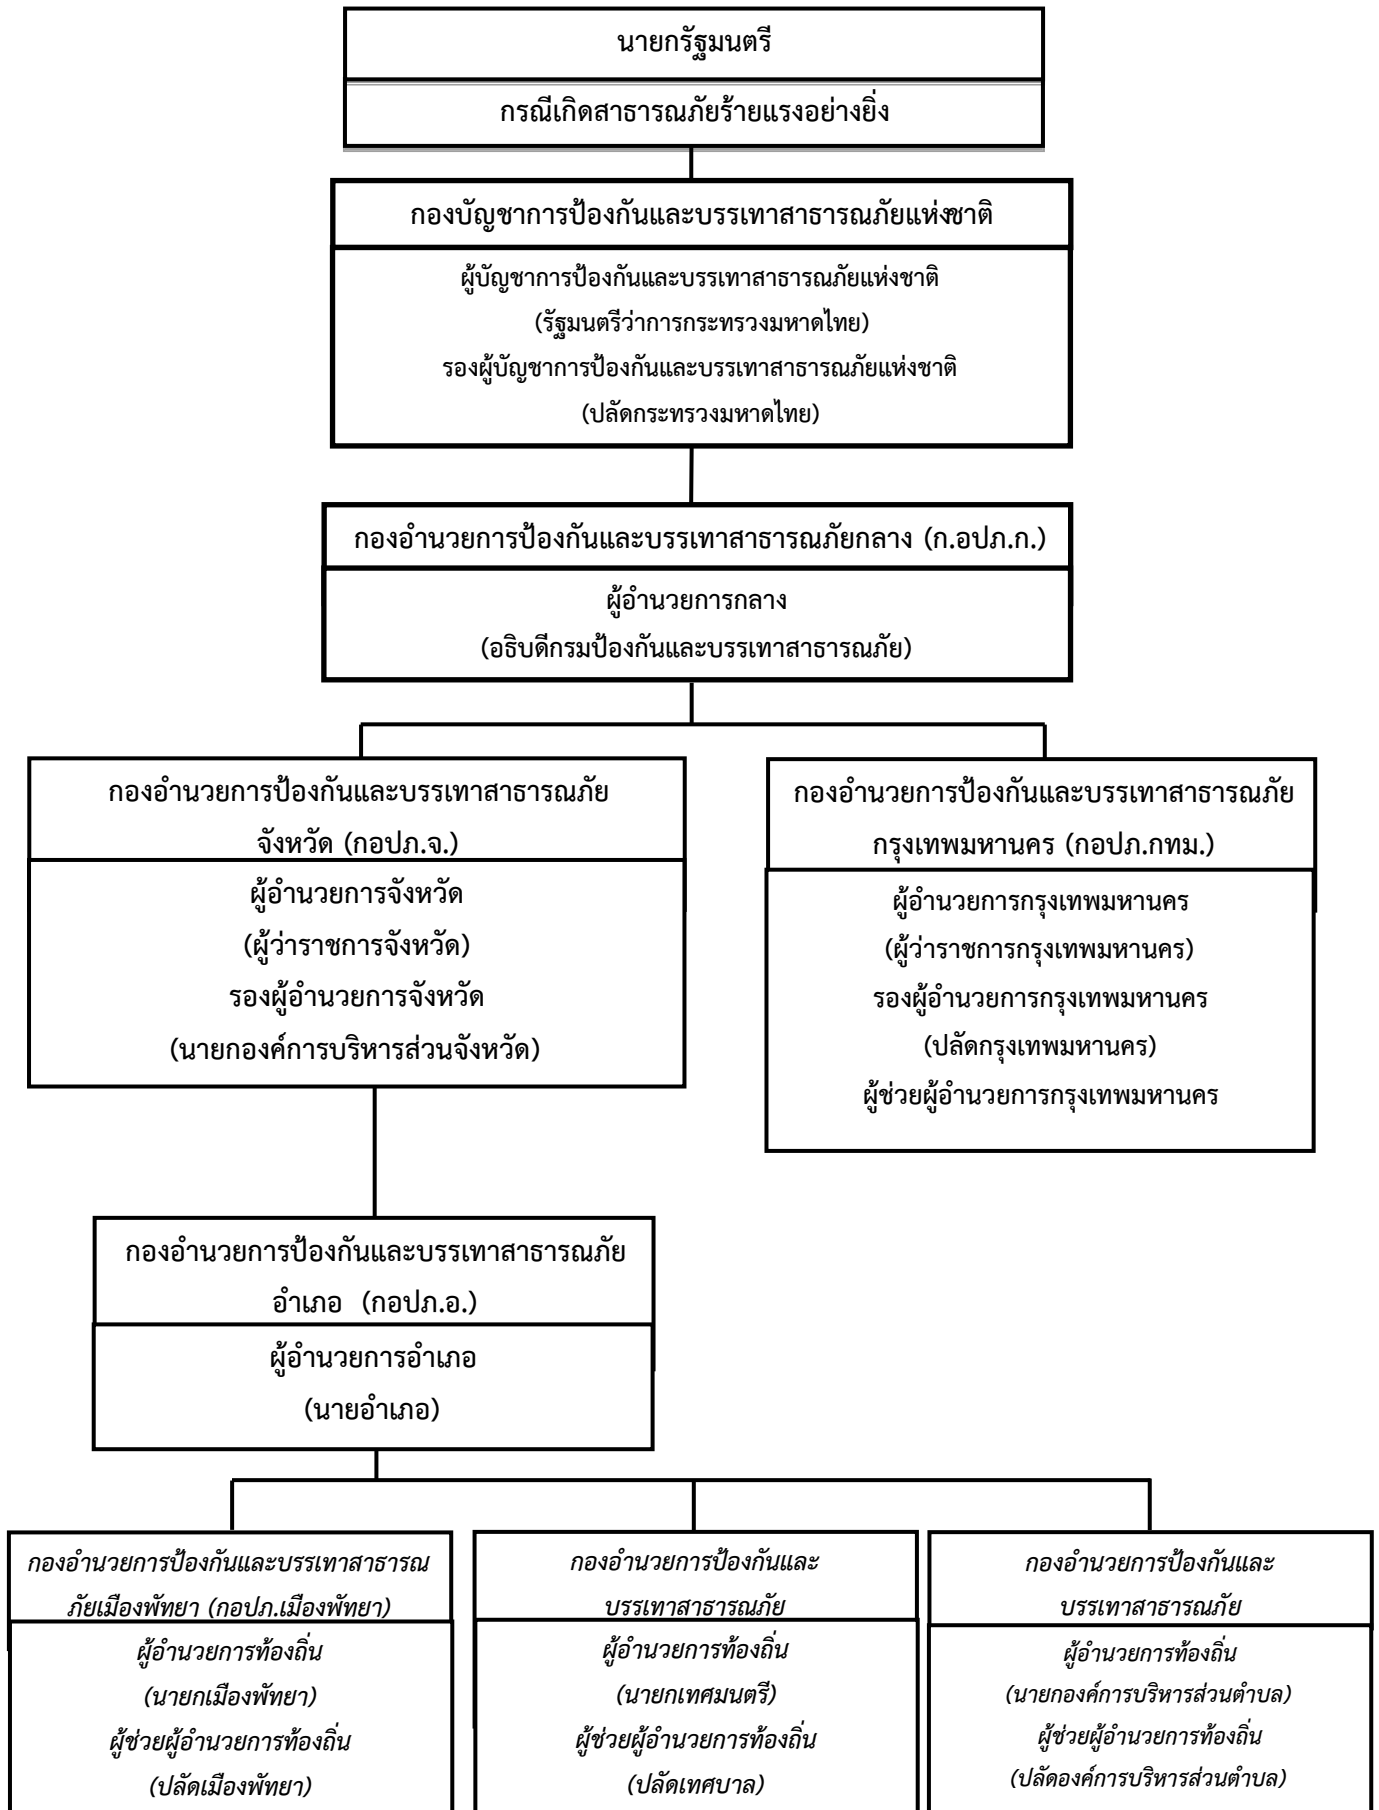 นายกรัฐมนตรี
กรณีเกิดสาธารณภัยร้ายแรงอย่างยิ่ง
กองบัญชาการป้องกันและบรรเทาสาธารณภัยแห่งชาติ
ผู้บัญชาการป้องกันและบรรเทาสาธารณภัยแห่งชาติ
(รัฐมนตรีว่าการกระทรวงมหาดไทย)
รองผู้บัญชาการป้องกันและบรรเทาสาธารณภัยแห่งชาติ
(ปลัดกระทรวงมหาดไทย)
กองอำนวยการป้องกันและบรรเทาสาธารณภัยกลาง (ก.อปภ.ก.)
ผู้อำนวยการกลาง
(อธิบดีกรมป้องกันและบรรเทาสาธารณภัย)
กองอำนวยการป้องกันและบรรเทาสาธารณภัย
จังหวัด (กอปภ.จ.)
ผู้อำนวยการจังหวัด
(ผู้ว่าราชการจังหวัด)
รองผู้อำนวยการจังหวัด
(นายกองค์การบริหารส่วนจังหวัด)
กองอำนวยการป้องกันและบรรเทาสาธารณภัย
กรุงเทพมหานคร (กอปภ.กทม.)
ผู้อำนวยการกรุงเทพมหานคร
(ผู้ว่าราชการกรุงเทพมหานคร)
รองผู้อำนวยการกรุงเทพมหานคร
(ปลัดกรุงเทพมหานคร)
ผู้ช่วยผู้อำนวยการกรุงเทพมหานคร
กองอำนวยการป้องกันและบรรเทาสาธารณภัย
อำเภอ (กอปภ.อ.)
ผู้อำนวยการอำเภอ
(นายอำเภอ)
กองอำนวยการป้องกันและบรรเทาสาธารณ
ภัยเมืองพัทยา (กอปภ.เมืองพัทยา)
ผู้อำนวยการท้องถิ่น
(นายกเมืองพัทยา)
ผู้ช่วยผู้อำนวยการท้องถิ่น
(ปลัดเมืองพัทยา)
กองอำนวยการป้องกันและ
บรรเทาสาธารณภัย
ผู้อำนวยการท้องถิ่น
(นายกเทศมนตรี)
ผู้ช่วยผู้อำนวยการท้องถิ่น
(ปลัดเทศบาล)
กองอำนวยการป้องกันและ
บรรเทาสาธารณภัย
ผู้อำนวยการท้องถิ่น
(นายกองค์การบริหารส่วนตำบล)
ผู้ช่วยผู้อำนวยการท้องถิ่น
(ปลัดองค์การบริหารส่วนตำบล)